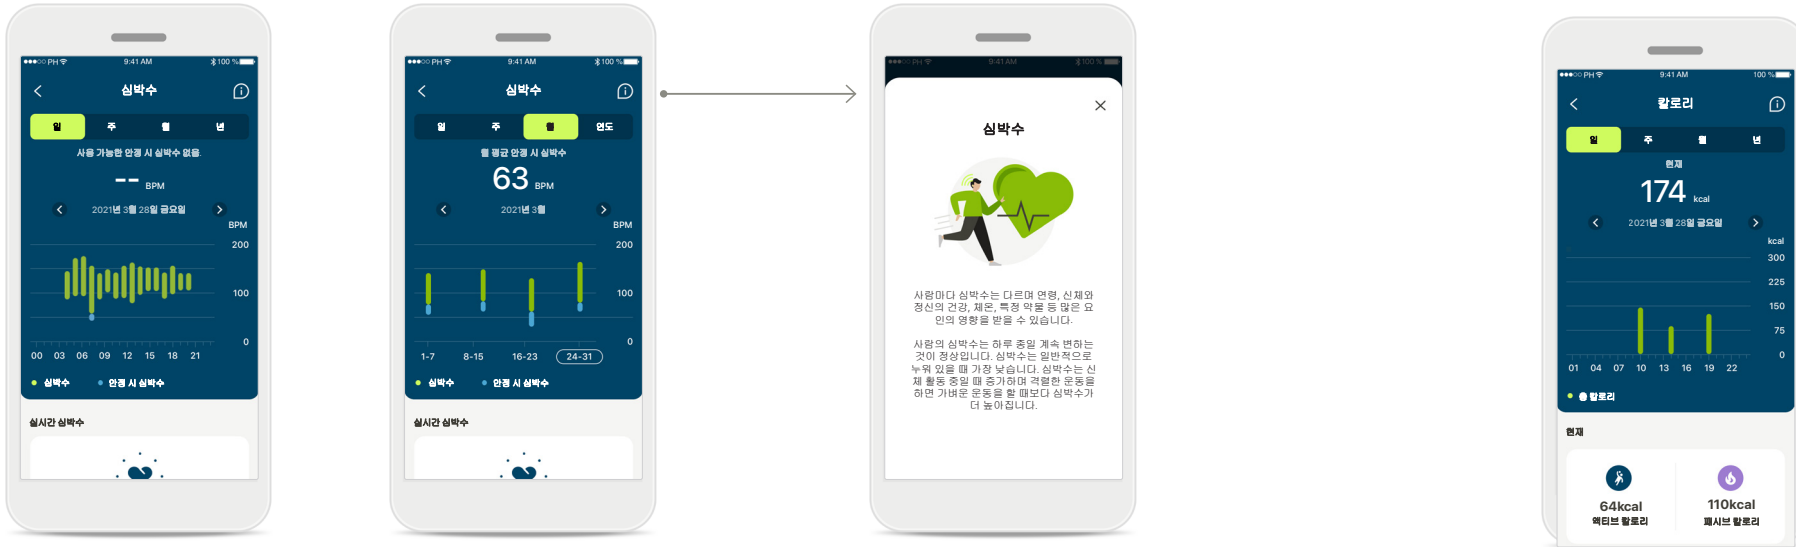 ●●●○○ PH 9:41 AM 100 %
심박수
일 주 월 년
사용 가능한 안정 시 심박수 없음.
-- BPM
2021년 3월 28일 금요일
BPM
200
100
0
00 03 06 09 12 15 18 21
심박수 안정 시 심박수
실시간 심박수
●●●○○ PH 9:41 AM 100 %
심박수
일 주 월 연도
월 평균 안정 시 심박수
63 BPM
2021년 3월
BPM
200
100
0
1-7 8-15 16-23 24-31
심박수 안정 시 심박수
실시간 심박수
●●●○○ PH 9:41 AM 100 %
심박수
사람마다 심박수는 다르며 연령, 신체와
정신의 건강, 체온, 특정 약물 등 많은 요
인의 영향을 받을 수 있습니다.
사람의 심박수는 하루 종일 계속 변하는
것이 정상입니다. 심박수는 일반적으로
누워 있을 때 가장 낮습니다. 심박수는 신
체 활동 중일 때 증가하며 격렬한 운동을
하면 가벼운 운동을 할 때보다 심박수가
더 높아집니다.
●●●○○ PH 9:41 AM 100 %
칼로리
일 주 월 년
현재
174 kcal
2021년 3월 28일 금요일
kcal
300
225
150
75
0
01 04 07 10 13 16 19 22
총 칼로리
현재
64kcal 110kcal
액티브 칼로리 패시브 칼로리